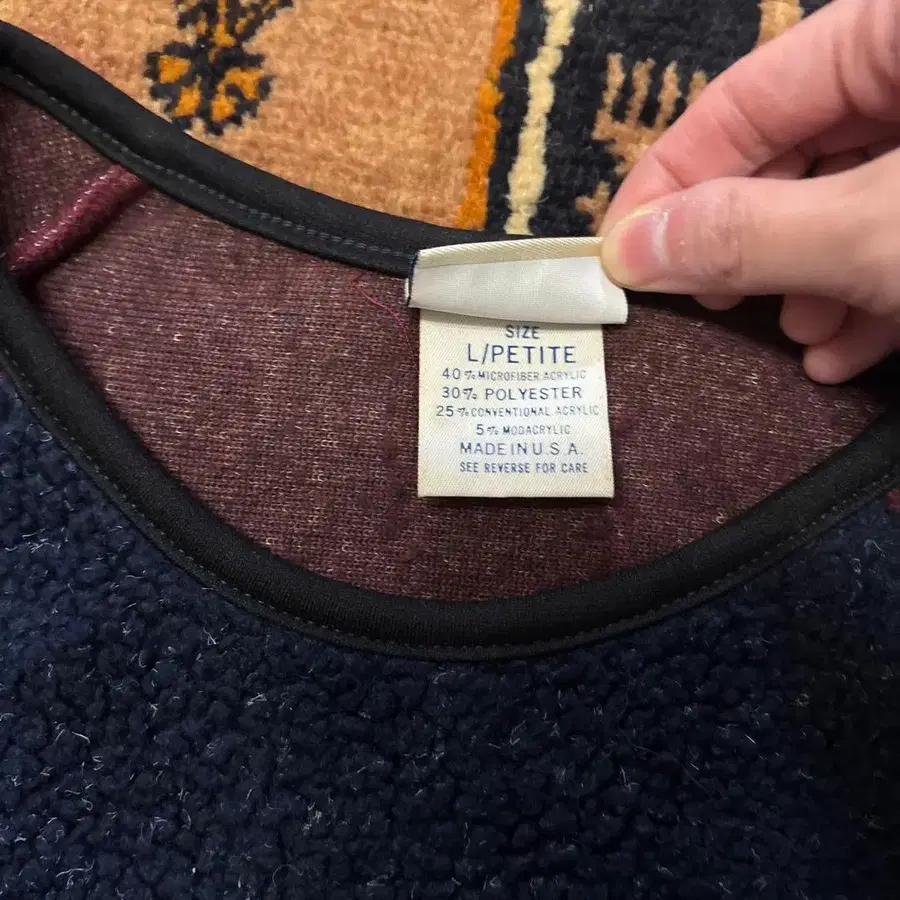 SIZE
L/PETITE
40% MICROFIBER ACRYLIC
30% POLYESTER
25% CONVENTIONAL ACRYLIC
5% MODACRYLIC
MADE IN U.S.A.
SEE REVERSE FOR CARE